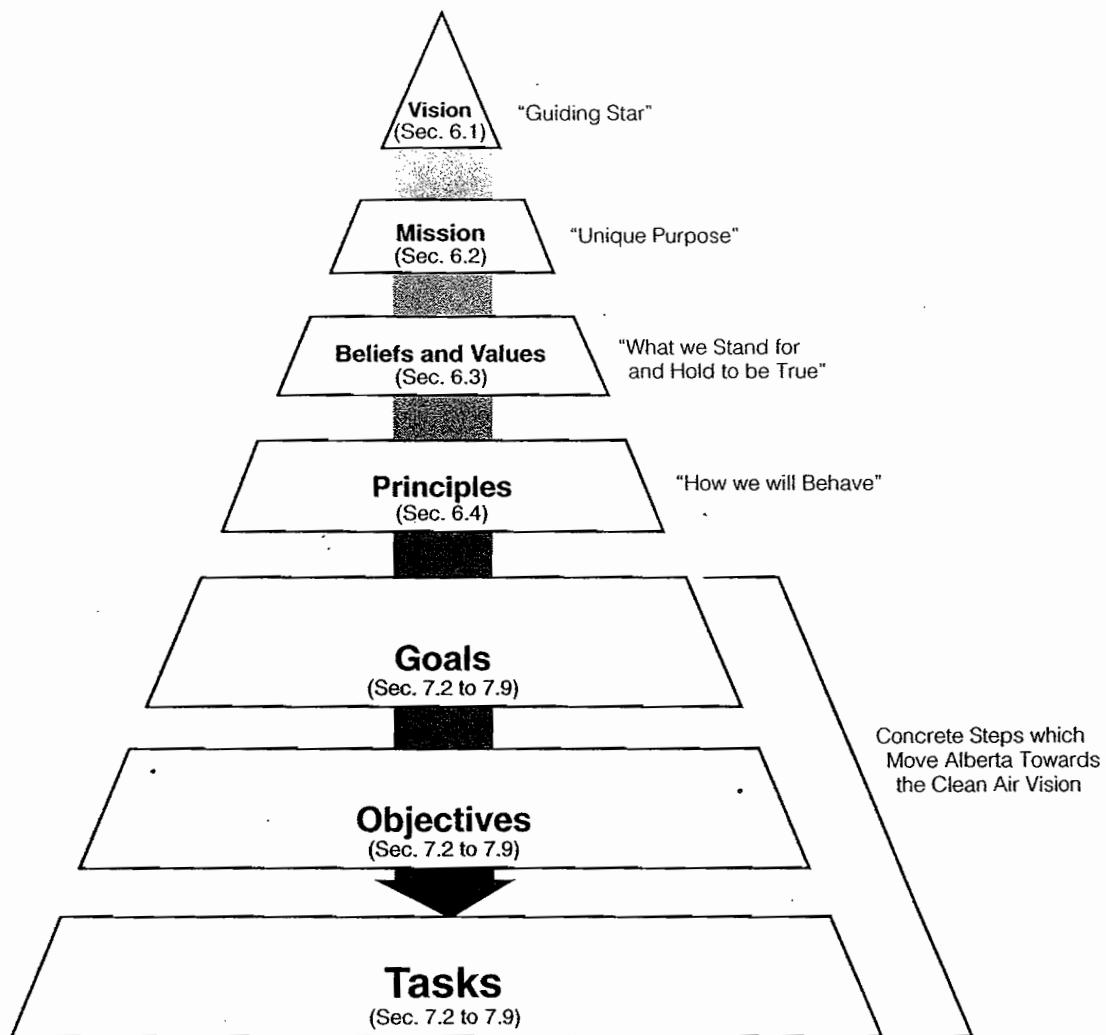 Vision
(Sec. 6.1)
"Guiding Star"
Mission
(Sec. 6.2)
"Unique Purpose"
Beliefs and Values
(Sec. 6.3)
"What we Stand for
and Hold to be True"
Principles
(Sec. 6.4)
"How we will Behave"
Goals
(Sec. 7.2 to 7.9)
Concrete Steps which
Move Alberta Towards
the Clean Air Vision
Objectives
(Sec. 7.2 to 7.9)
Tasks
(Sec. 7.2 to 7.9)